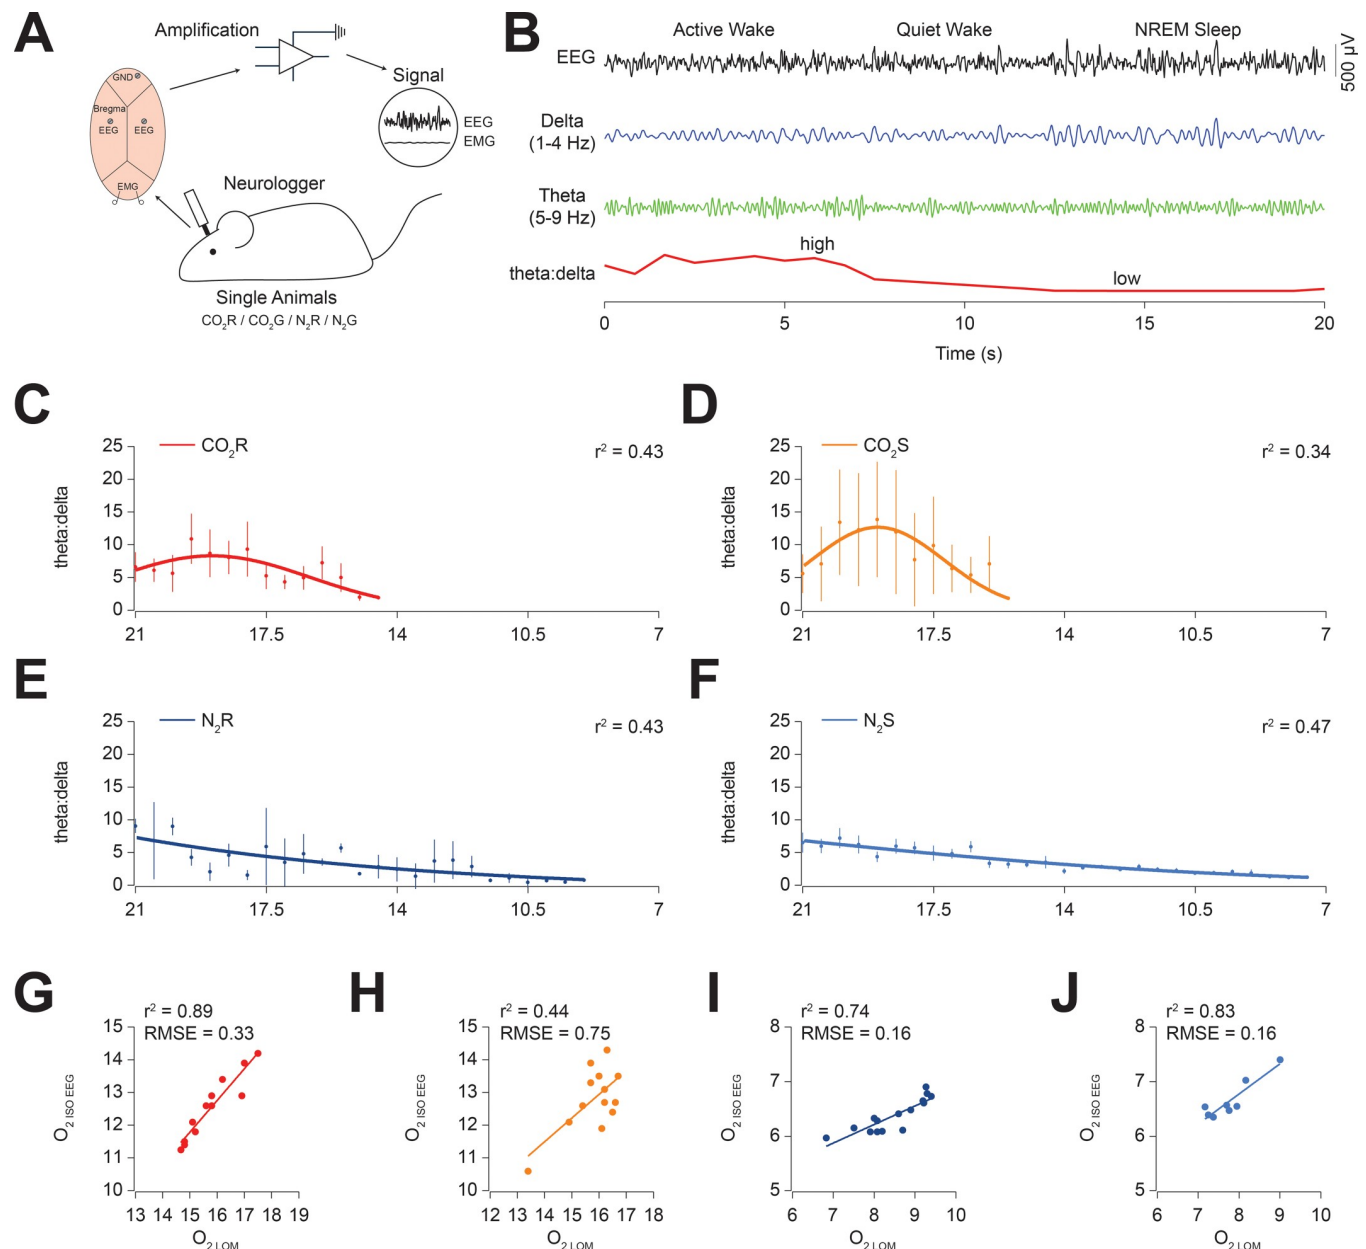 A
Amplification
GND
Bregma
EEG EEG
EMG
Signal
EEG
EMG
Neurologger
Single Animals
CO₂R / CO₂G / N₂R / N₂G
B
Active Wake Quiet Wake NREM Sleep
EEG
500 µV
Delta
(1-4 Hz)
Theta
(5-9 Hz)
high
theta:delta
low
0 5 10 15 20
Time (s)
C
CO₂R
r² = 0.43
theta:delta
25
20
15
10
5
0
21 17.5 14 10.5 7
D
CO₂S
r² = 0.34
theta:delta
25
20
15
10
5
0
21 17.5 14 10.5 7
E
N₂R
r² = 0.43
theta:delta
25
20
15
10
5
0
21 17.5 14 10.5 7
F
N₂S
r² = 0.47
theta:delta
25
20
15
10
5
0
21 17.5 14 10.5 7
G
r² = 0.89
RMSE = 0.33
O₂ ISO EEG
15
14
13
12
11
10
13 14 15 16 17 18 19
O₂ LOM
H
r² = 0.44
RMSE = 0.75
O₂ ISO EEG
15
14
13
12
11
10
12 13 14 15 16 17 18
O₂ LOM
I
r² = 0.74
RMSE = 0.16
O₂ ISO EEG
8
7
6
5
6 7 8 9 10
O₂ LOM
J
r² = 0.83
RMSE = 0.16
O₂ ISO EEG
8
7
6
5
6 7 8 9 10
O₂ LOM